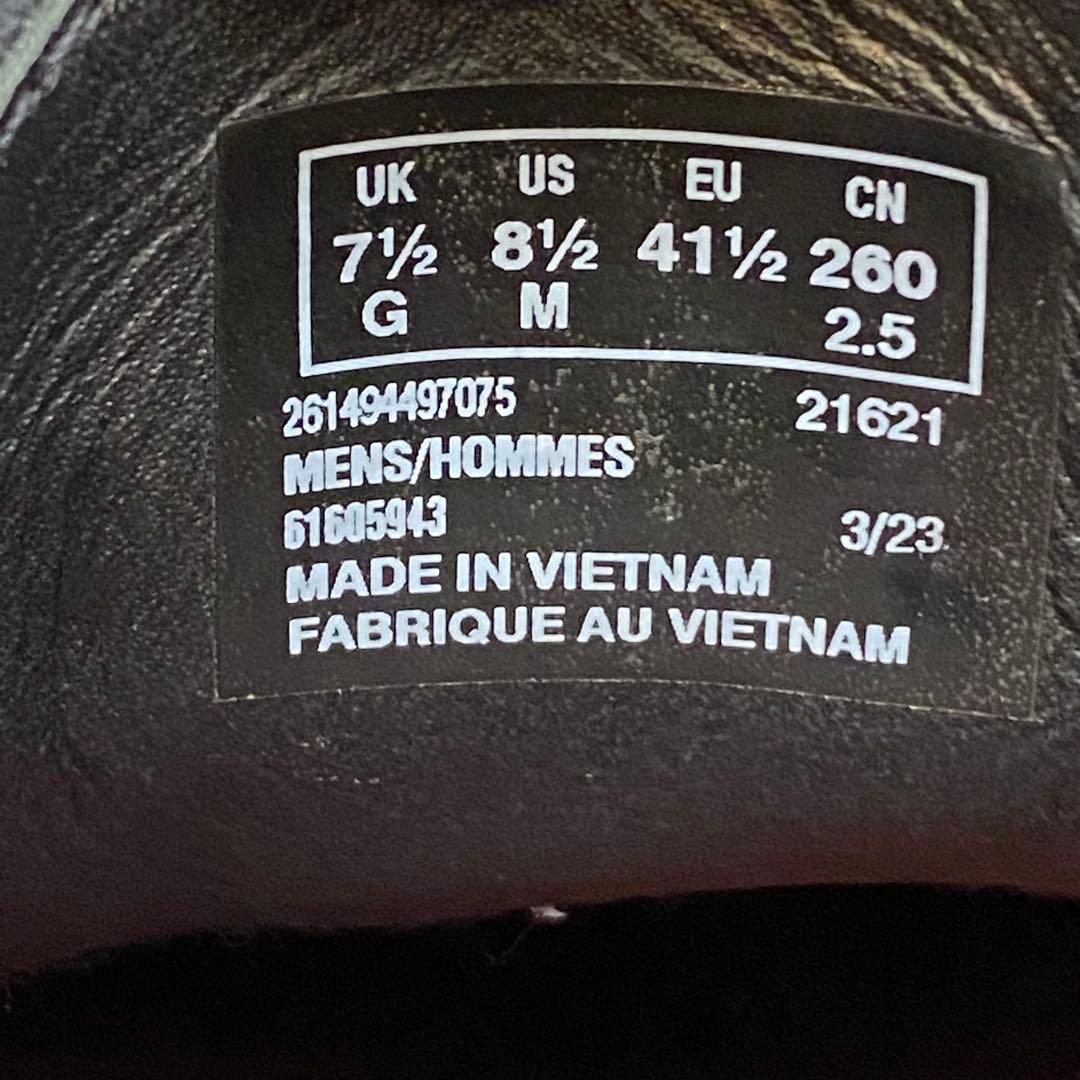 UK US EU CN
7½ 8½ 41½ 260
G M 2.5
261494497075 21621
MENS/HOMMES
61605943 3/23
MADE IN VIETNAM
FABRIQUE AU VIETNAM